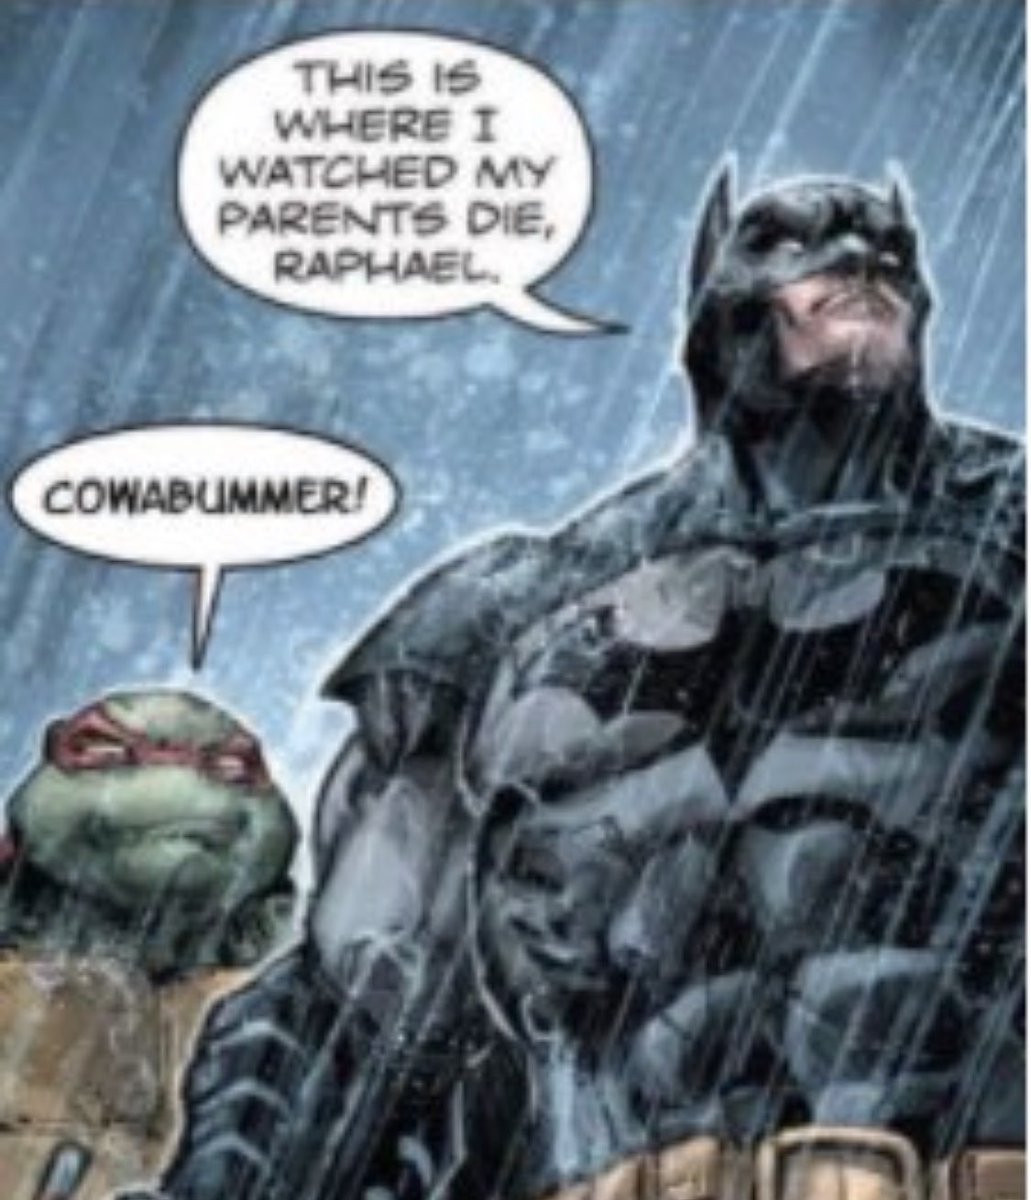 THIS IS
WHERE I
WATCHED MY
PARENTS DIE,
RAPHAEL.
COWABUMMER!